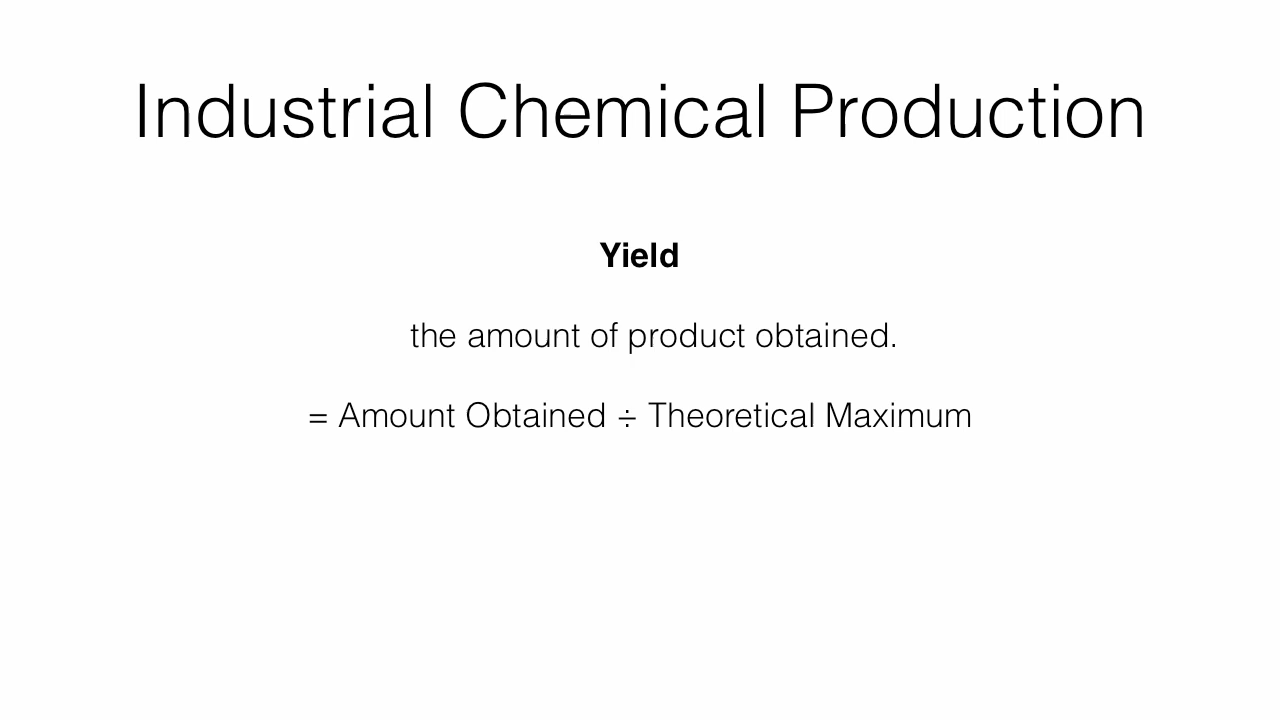 Industrial Chemical Production
Yield
the amount of product obtained.
= Amount Obtained ÷ Theoretical Maximum